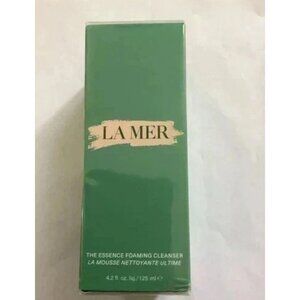 LA MER
THE ESSENCE FOAMING CLEANSER
LA MOUSSE NETTOYANTE ULTIME
4.2 fl. oz. liq / 125 ml ℮